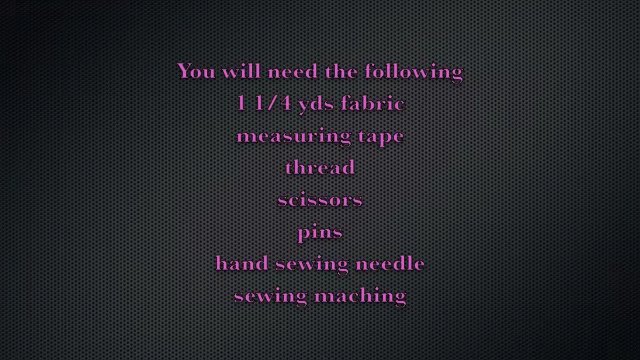 You will need the following
1 1/4 yds fabric
measuring tape
thread
scissors
pins
hand sewing needle
sewing maching